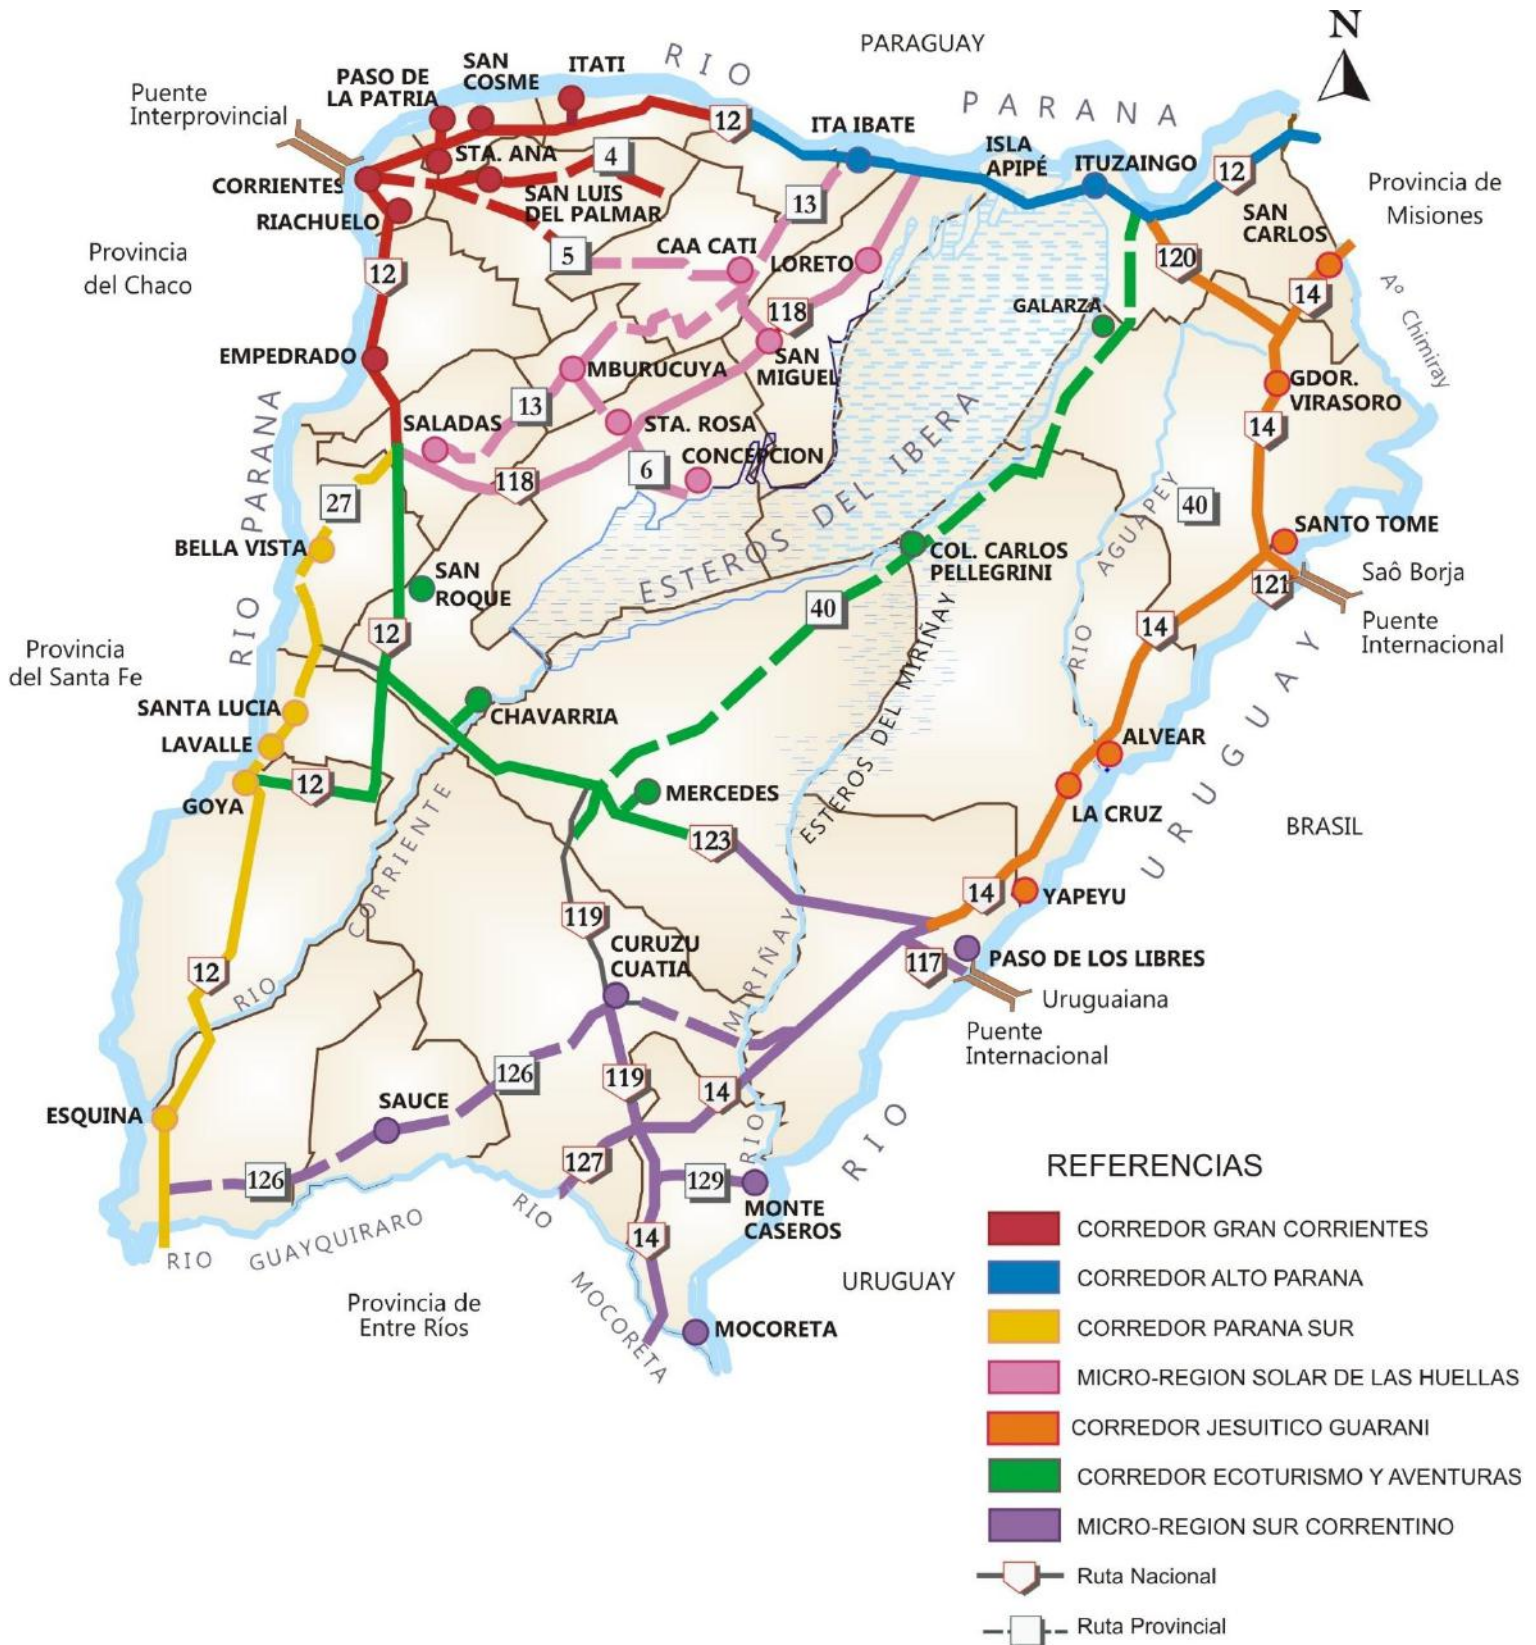 N
PARAGUAY
RIO
PARANA
Puente
Interprovincial
PASO DE
LA PATRIA
SAN
COSME
ITATI
12
ITA IBATE
ISLA
APIPÉ
ITUZAINGO
12
Provincia de
Misiones
STA. ANA
4
CORRIENTES
SAN LUIS
DEL PALMAR
RIACHUELO
13
SAN
CARLOS
Provincia
del Chaco
12
5
CAA CATI
LORETO
120
14
Aº Chimiray
118
GALARZA
EMPEDRADO
MBURUCUYA
SAN
MIGUEL
GDOR.
VIRASORO
13
SALADAS
STA. ROSA
14
CONCEPCION
6
118
RIO PARANA
27
ESTEROS DEL IBERA
RIO AGUAPEY
40
SANTO TOME
BELLA VISTA
COL. CARLOS
PELLEGRINI
121
Saô Borja
Puente
Internacional
SAN
ROQUE
12
40
14
Provincia
del Santa Fe
ESTEROS DEL MIRIÑAY
ESTEROS DEL MIRIÑAY
SANTA LUCIA
CHAVARRIA
LAVALLE
ALVEAR
12
GOYA
MERCEDES
LA CRUZ
RIO URUGUAY
BRASIL
123
RIO CORRIENTE
14
YAPEYU
119
CURUZU
CUATIA
117
PASO DE LOS LIBRES
12
Uruguaiana
Puente
Internacional
RIO MIRIÑAY
126
119
14
ESQUINA
SAUCE
127
129
126
MONTE
CASEROS
RIO GUAYQUIRARO
RIO MOCORETA
14
URUGUAY
Provincia de
Entre Ríos
MOCORETA
REFERENCIAS
CORREDOR GRAN CORRIENTES
CORREDOR ALTO PARANA
CORREDOR PARANA SUR
MICRO-REGION SOLAR DE LAS HUELLAS
CORREDOR JESUITICO GUARANI
CORREDOR ECOTURISMO Y AVENTURAS
MICRO-REGION SUR CORRENTINO
Ruta Nacional
Ruta Provincial